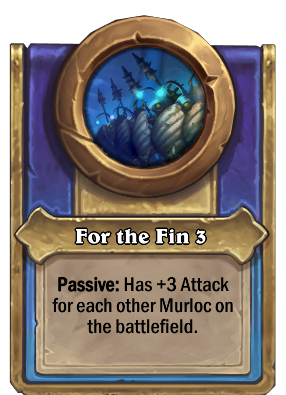 For the Fin 3
Passive: Has +3 Attack
for each other Murloc on
the battlefield.